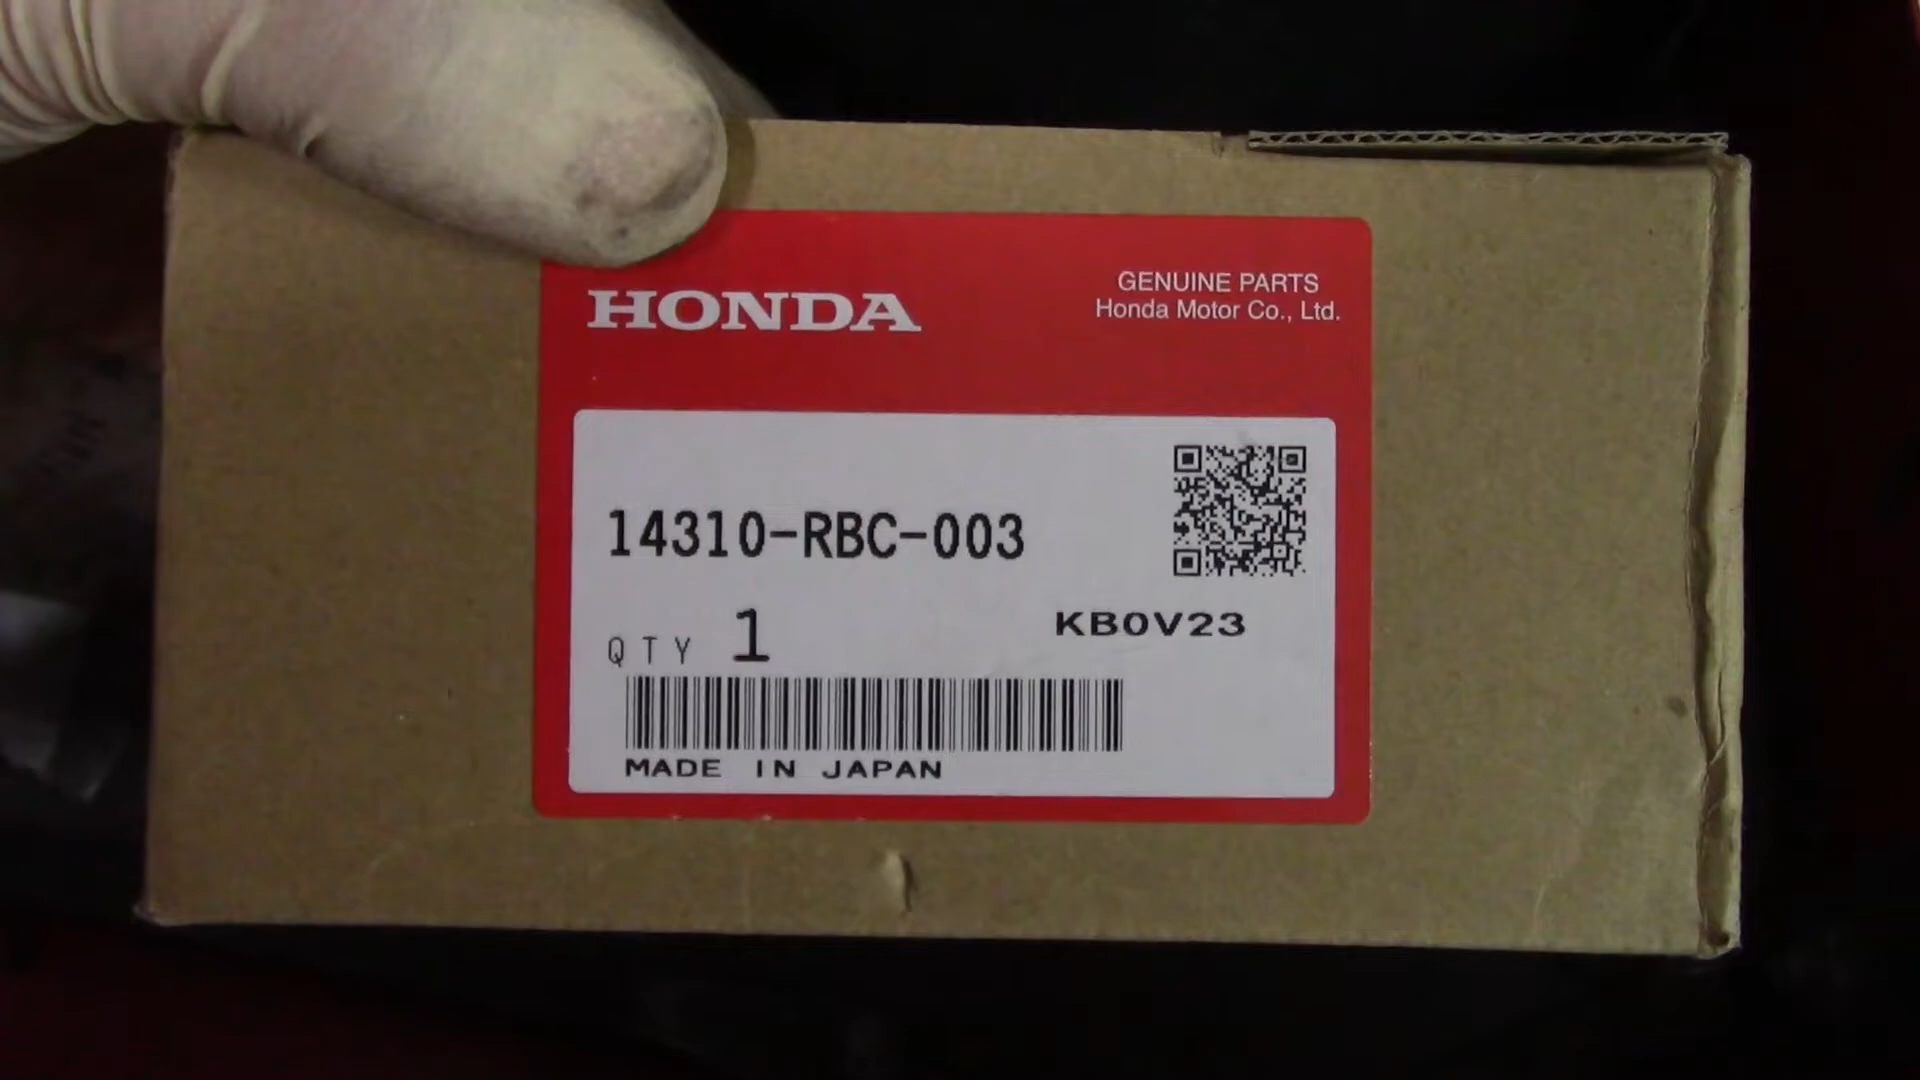 HONDA
GENUINE PARTS
Honda Motor Co., Ltd.
14310-RBC-003
QTY 1
KB0V23
MADE IN JAPAN